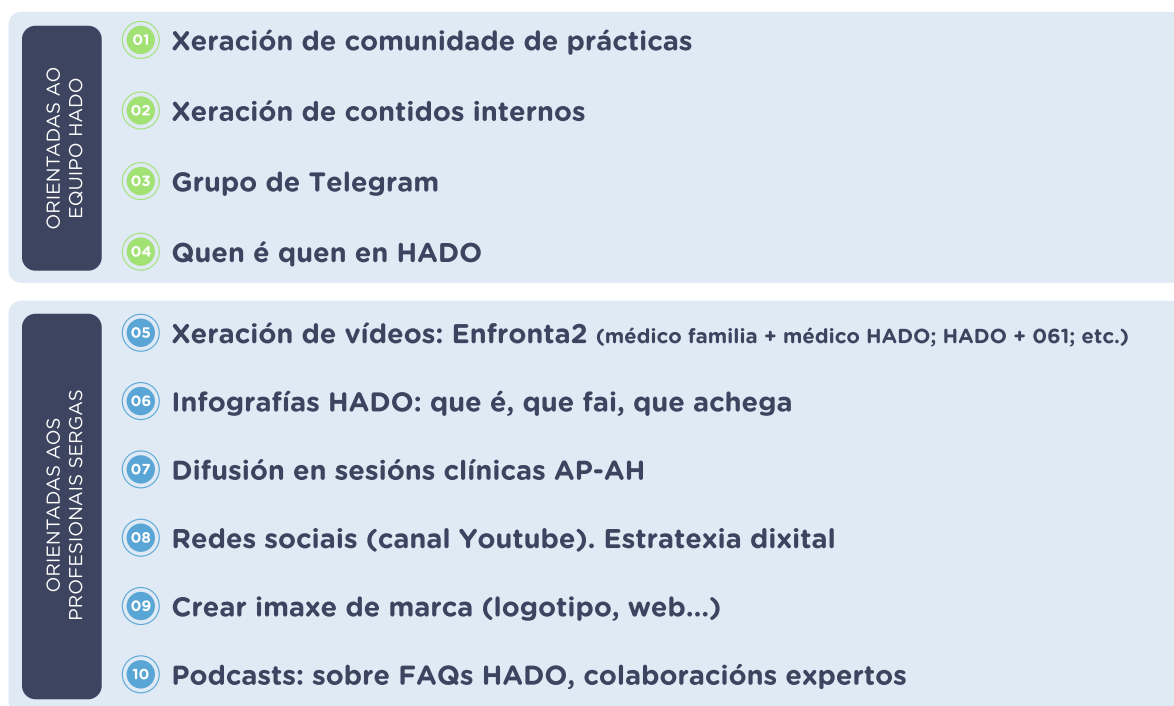 ORIENTADAS AO
EQUIPO HADO
01 Xeración de comunidade de prácticas
02 Xeración de contidos internos
03 Grupo de Telegram
04 Quen é quen en HADO
ORIENTADAS AOS
PROFESIONAIS SERGAS
05 Xeración de vídeos: Enfronta2 (médico familia + médico HADO; HADO + 061; etc.)
06 Infografías HADO: que é, que fai, que achega
07 Difusión en sesións clínicas AP-AH
08 Redes sociais (canal Youtube). Estratexia dixital
09 Crear imaxe de marca (logotipo, web...)
10 Podcasts: sobre FAQs HADO, colaboracións expertos